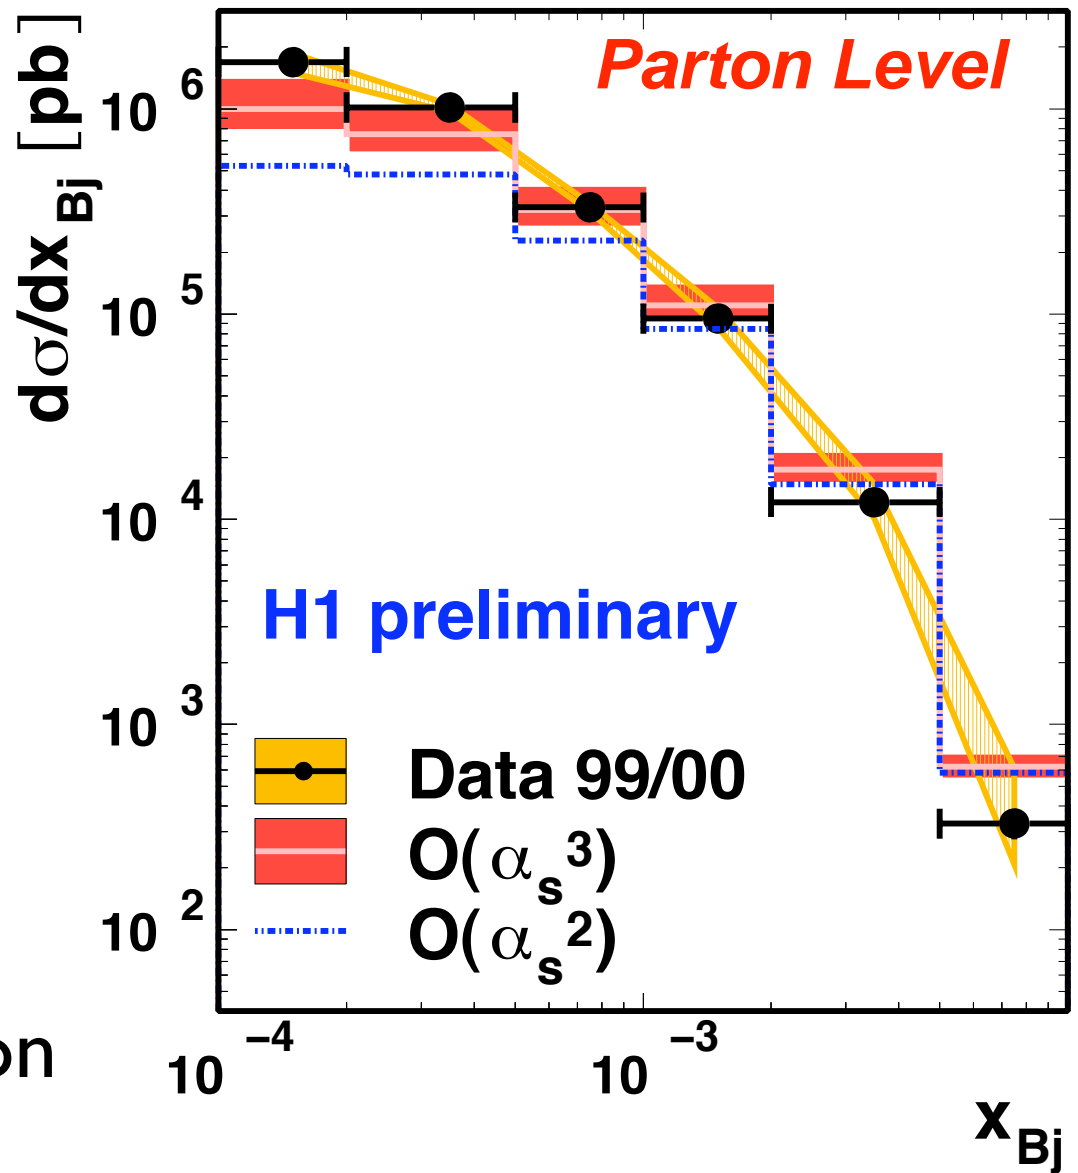 dσ/dx_Bj [pb]
Parton Level
10^6
10^5
10^4
H1 preliminary
10^3
Data 99/00
O(α_s^3)
O(α_s^2)
10^2
on
10^-4
10^-3
x_Bj